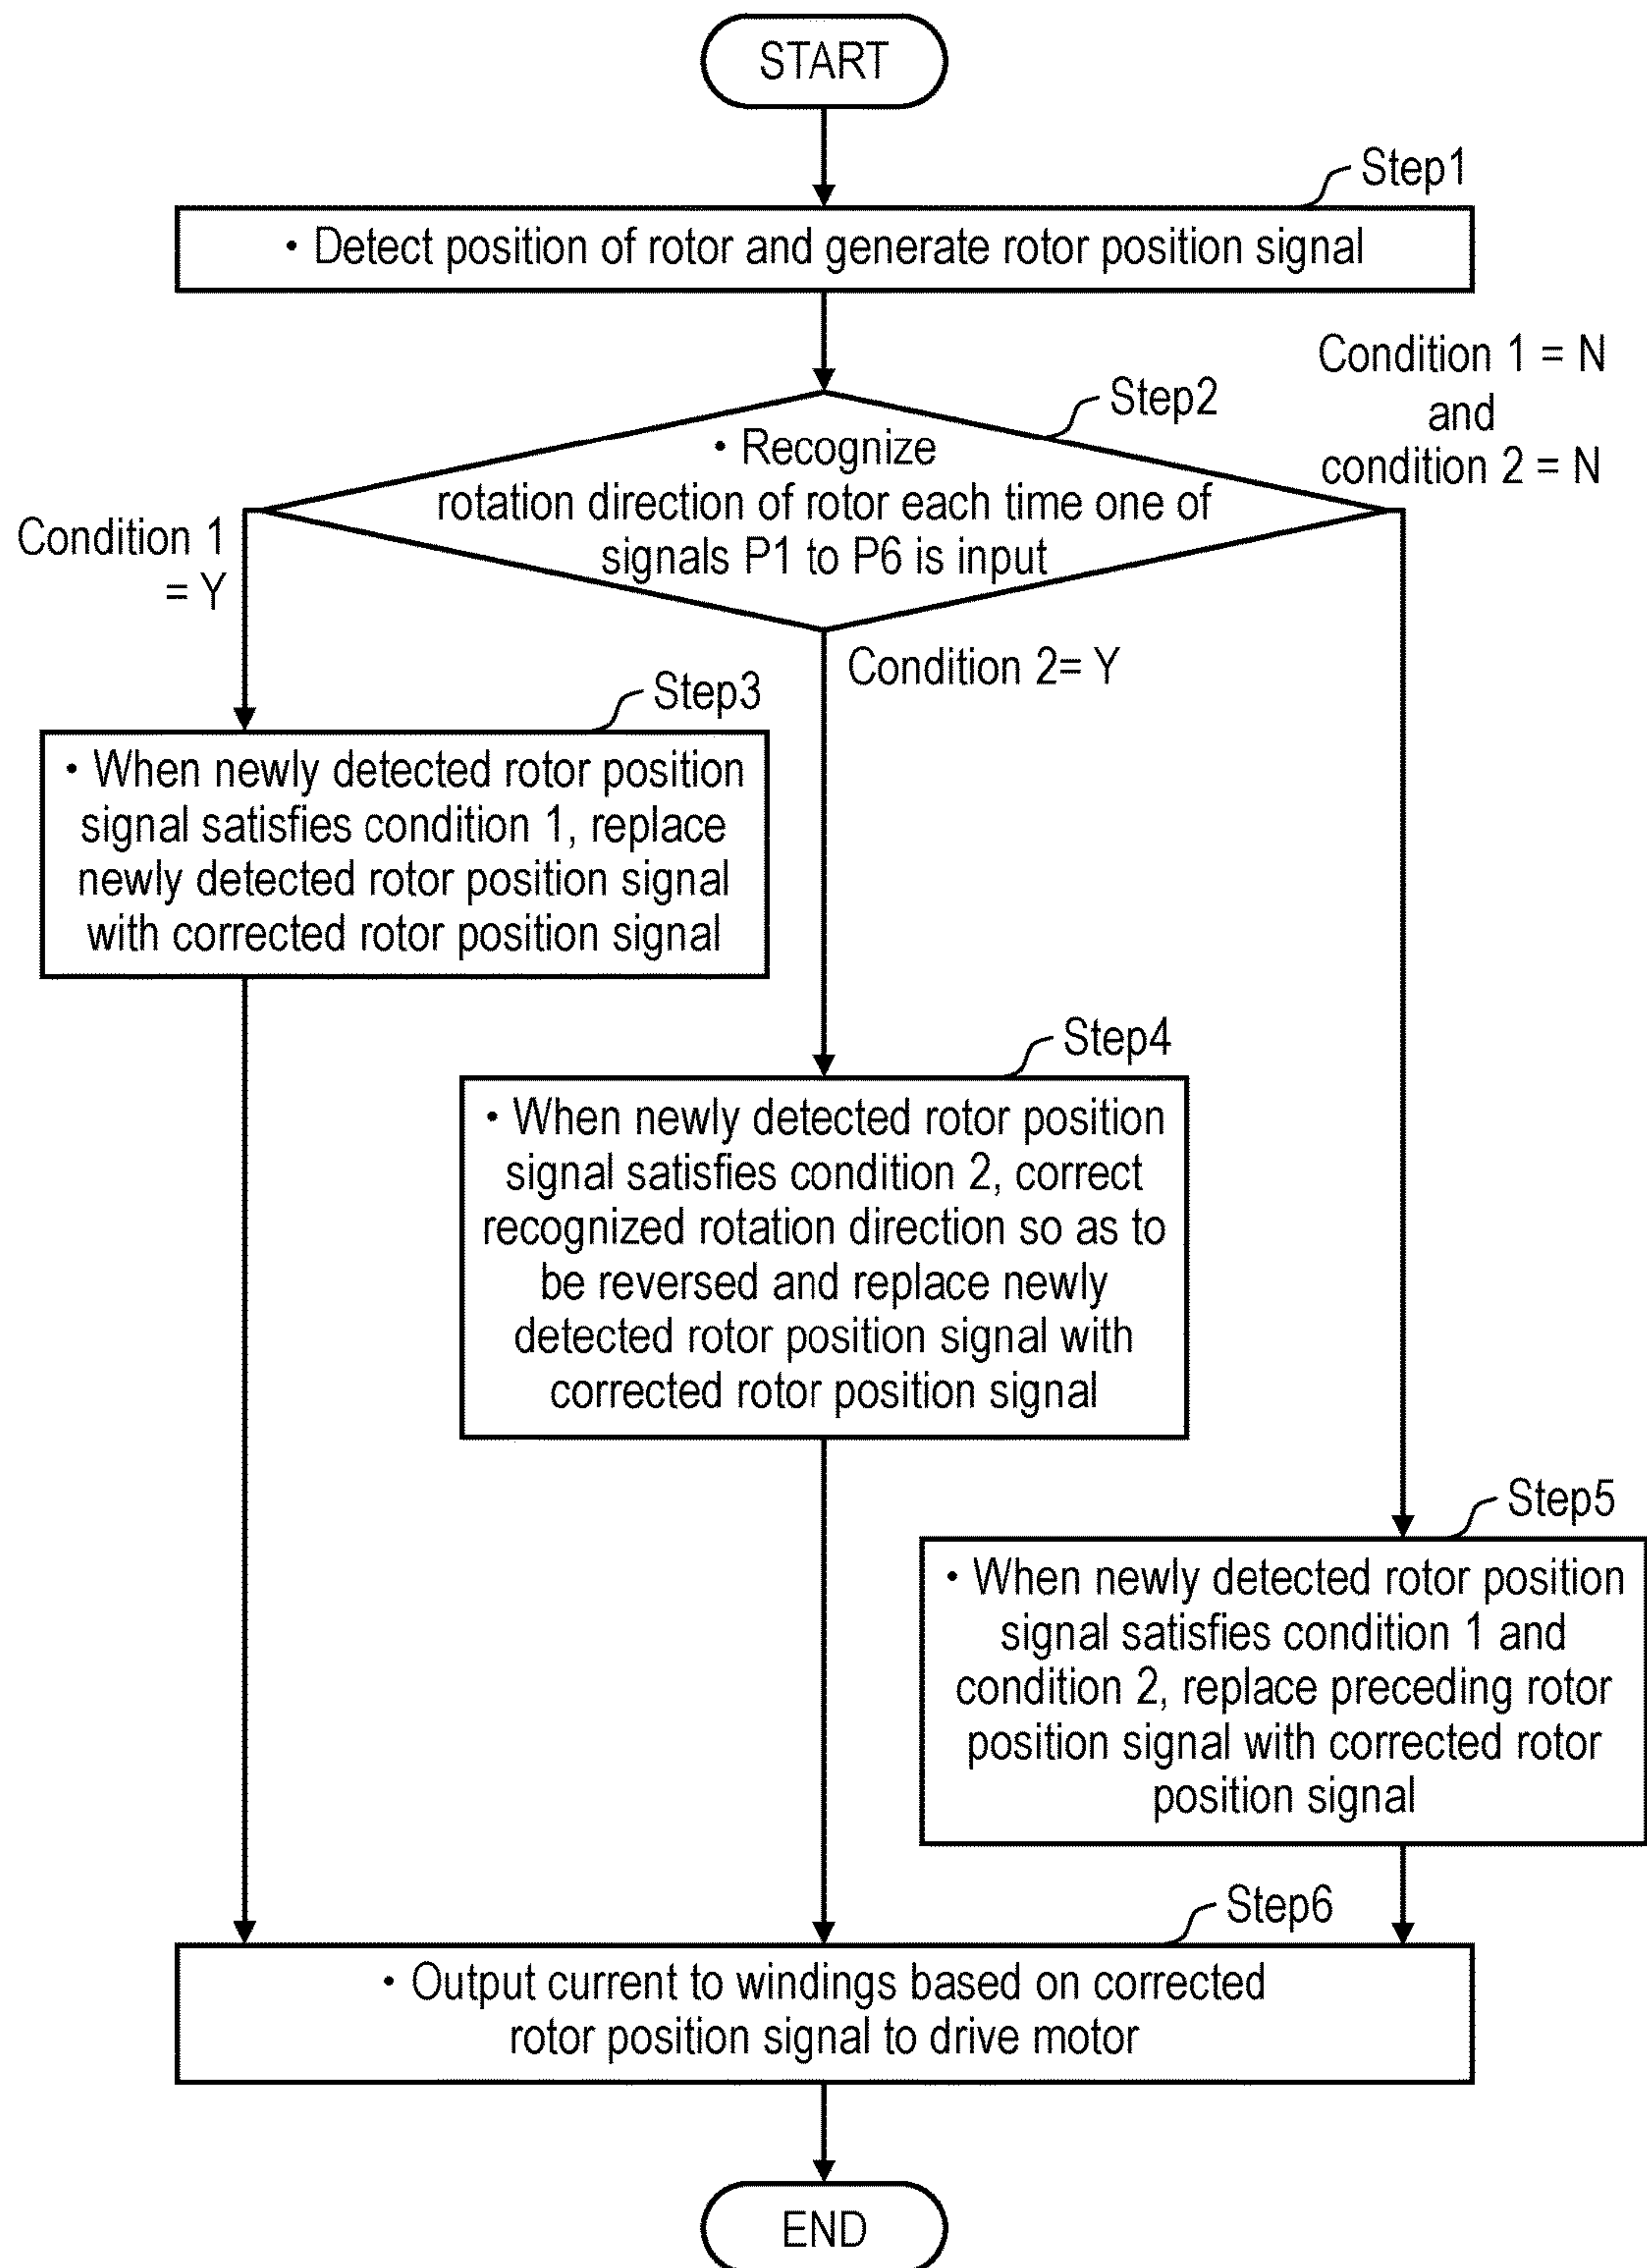 START
Step1
• Detect position of rotor and generate rotor position signal
Condition 1 = N
and
condition 2 = N
Step2
• Recognize
rotation direction of rotor each time one of
signals P1 to P6 is input
Condition 1
= Y
Condition 2= Y
Step3
• When newly detected rotor position
signal satisfies condition 1, replace
newly detected rotor position signal
with corrected rotor position signal
Step4
• When newly detected rotor position
signal satisfies condition 2, correct
recognized rotation direction so as to
be reversed and replace newly
detected rotor position signal with
corrected rotor position signal
Step5
• When newly detected rotor position
signal satisfies condition 1 and
condition 2, replace preceding rotor
position signal with corrected rotor
position signal
Step6
• Output current to windings based on corrected
rotor position signal to drive motor
END